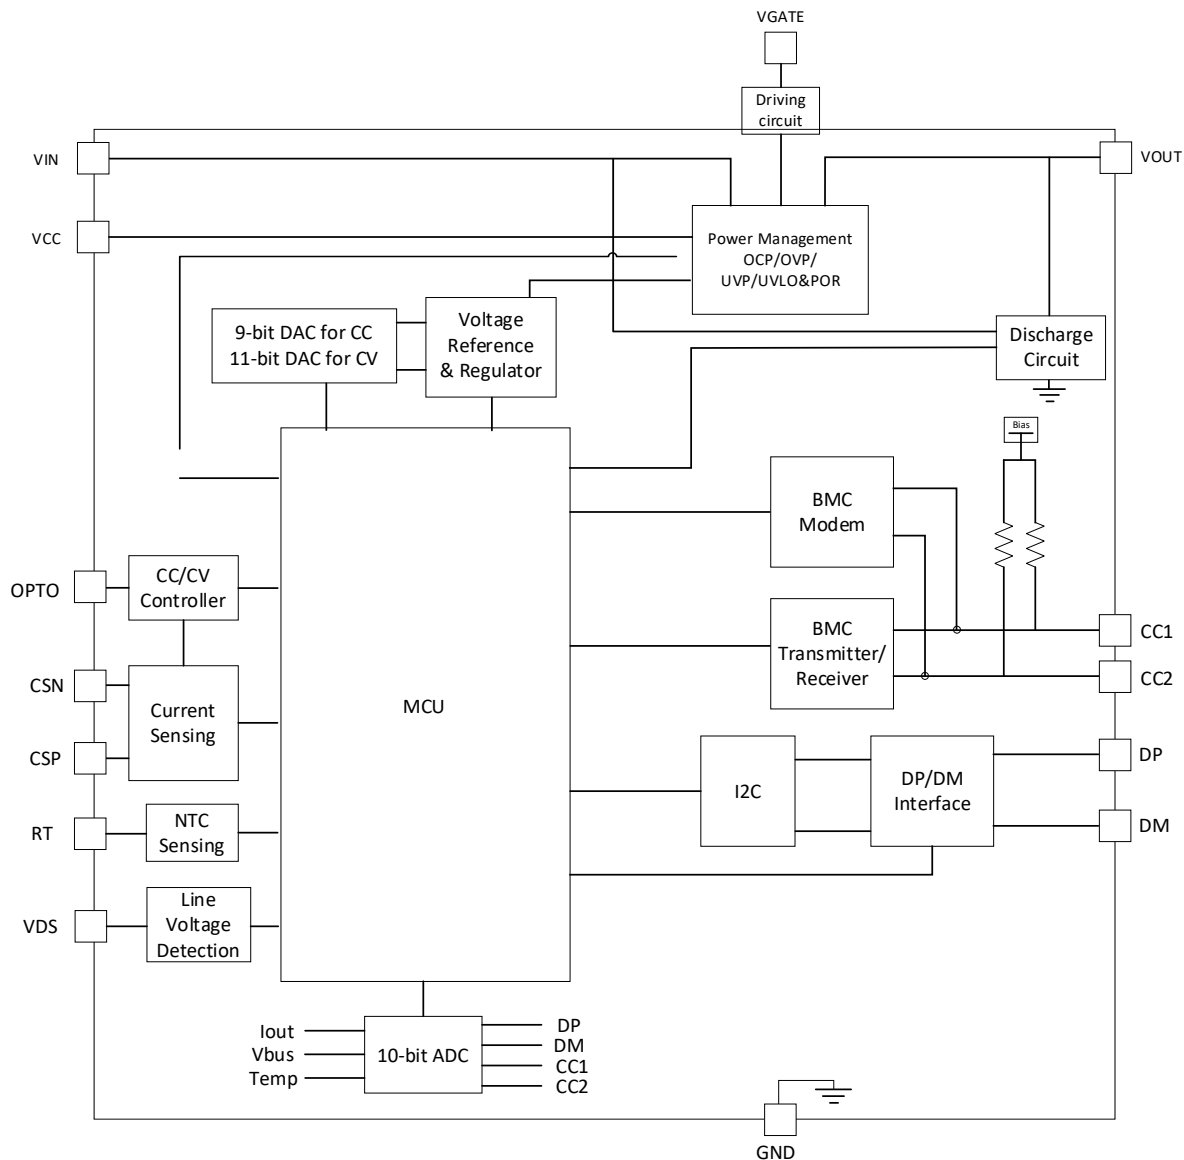 VGATE
Driving
circuit
VIN
VOUT
VCC
Power Management
OCP/OVP/
UVP/UVLO&POR
9-bit DAC for CC
11-bit DAC for CV
Voltage
Reference
& Regulator
Discharge
Circuit
Bias
BMC
Modem
OPTO
CC/CV
Controller
BMC
Transmitter/
Receiver
CC1
CC2
CSN
CSP
Current
Sensing
MCU
I2C
DP/DM
Interface
DP
DM
RT
NTC
Sensing
VDS
Line
Voltage
Detection
Iout
Vbus
Temp
10-bit ADC
DP
DM
CC1
CC2
GND